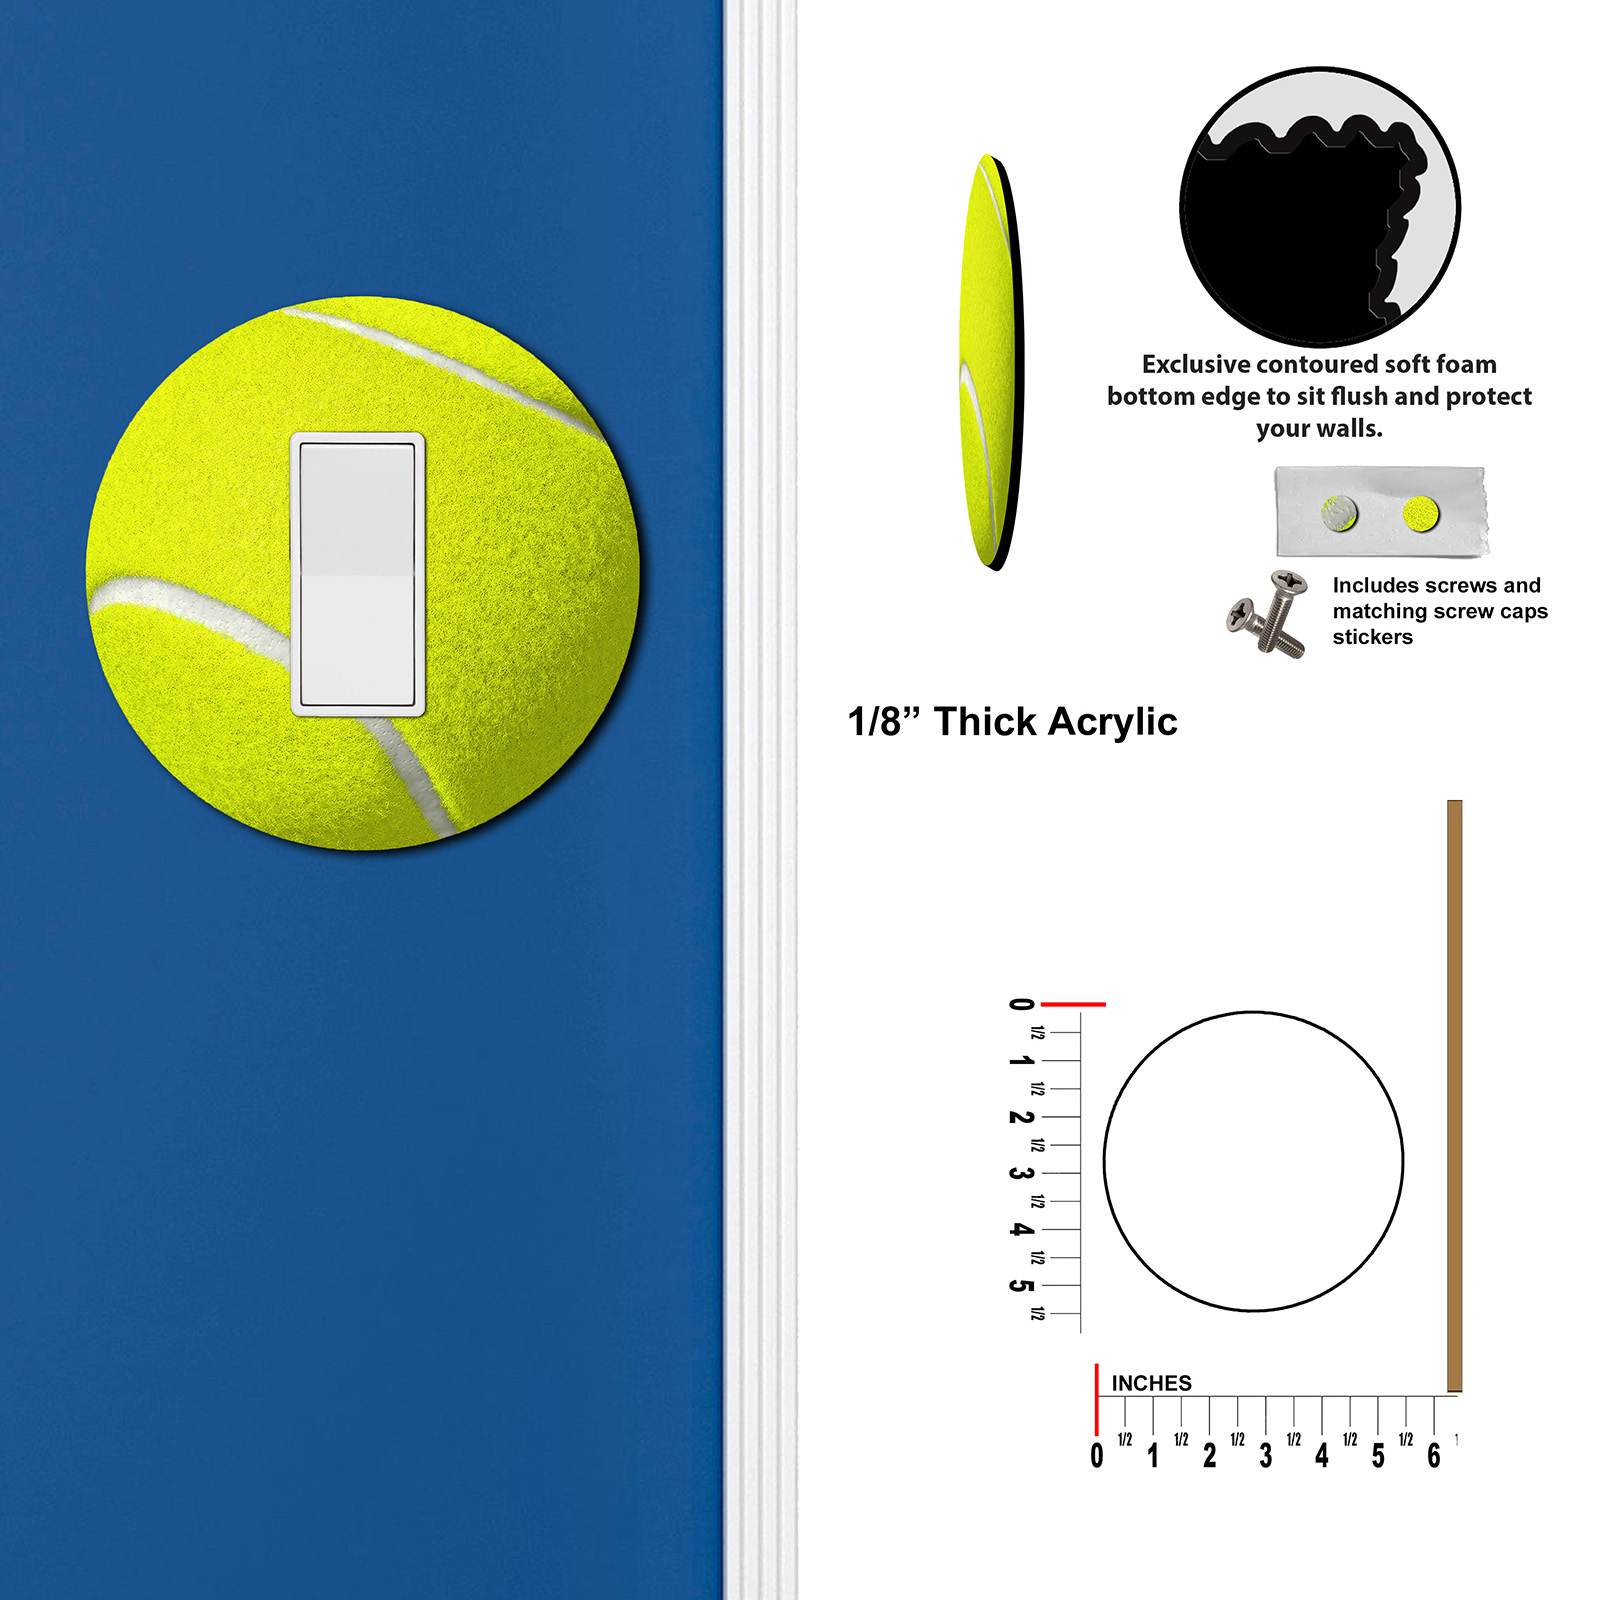 Exclusive contoured soft foam
bottom edge to sit flush and protect
your walls.
Includes screws and
matching screw caps
stickers
1/8” Thick Acrylic
0
1/2
1
1/2
2
1/2
3
1/2
4
1/2
5
1/2
INCHES
0 1/2 1 1/2 2 1/2 3 1/2 4 1/2 5 1/2 6 1